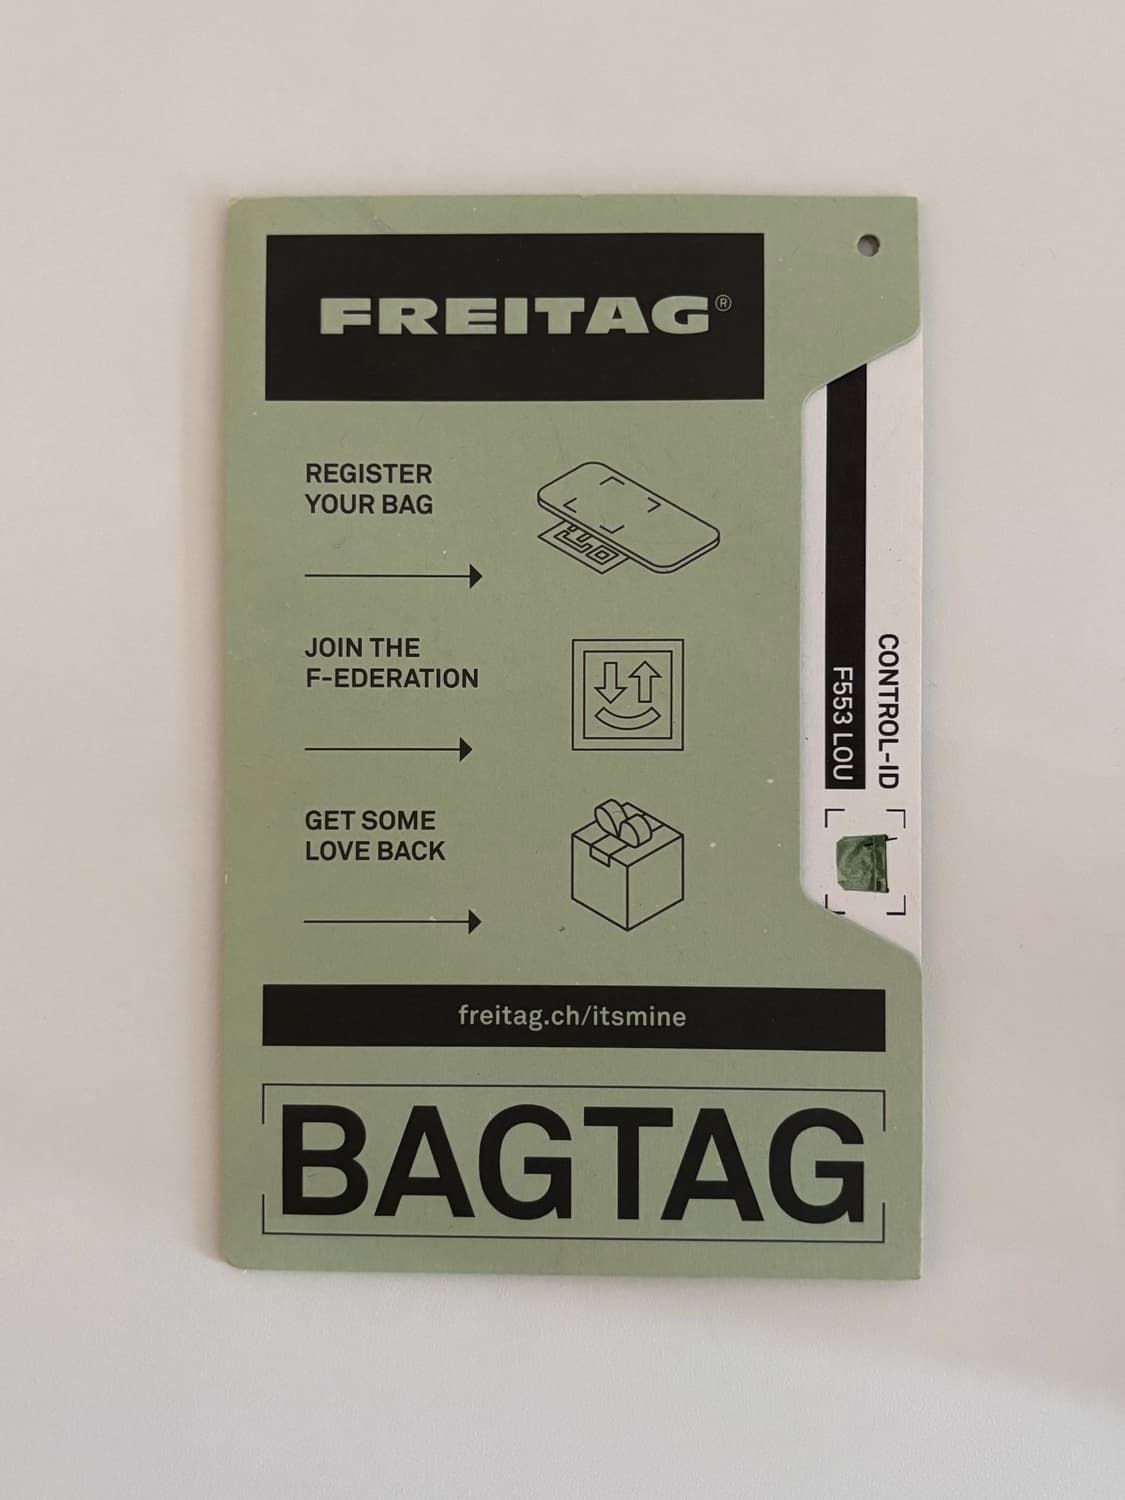 FREITAG®
REGISTER
YOUR BAG
JOIN THE
F-EDERATION
GET SOME
LOVE BACK
CONTROL-ID
F553 LOU
freitag.ch/itsmine
BAGTAG